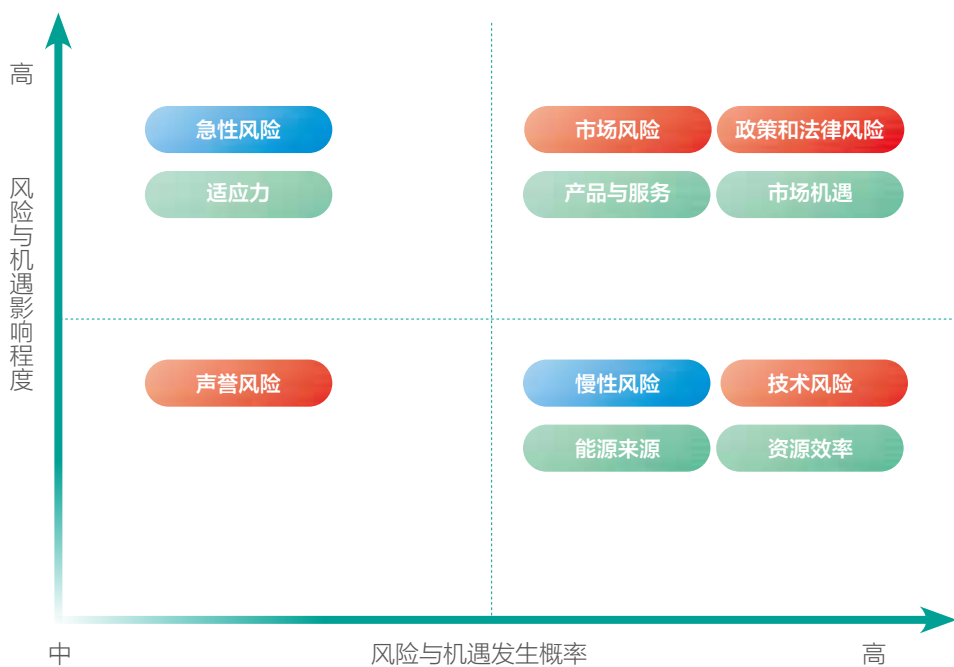 高
风险与机遇影响程度
急性风险
市场风险
政策和法律风险
适应力
产品与服务
市场机遇
声誉风险
慢性风险
技术风险
能源来源
资源效率
中
风险与机遇发生概率
高